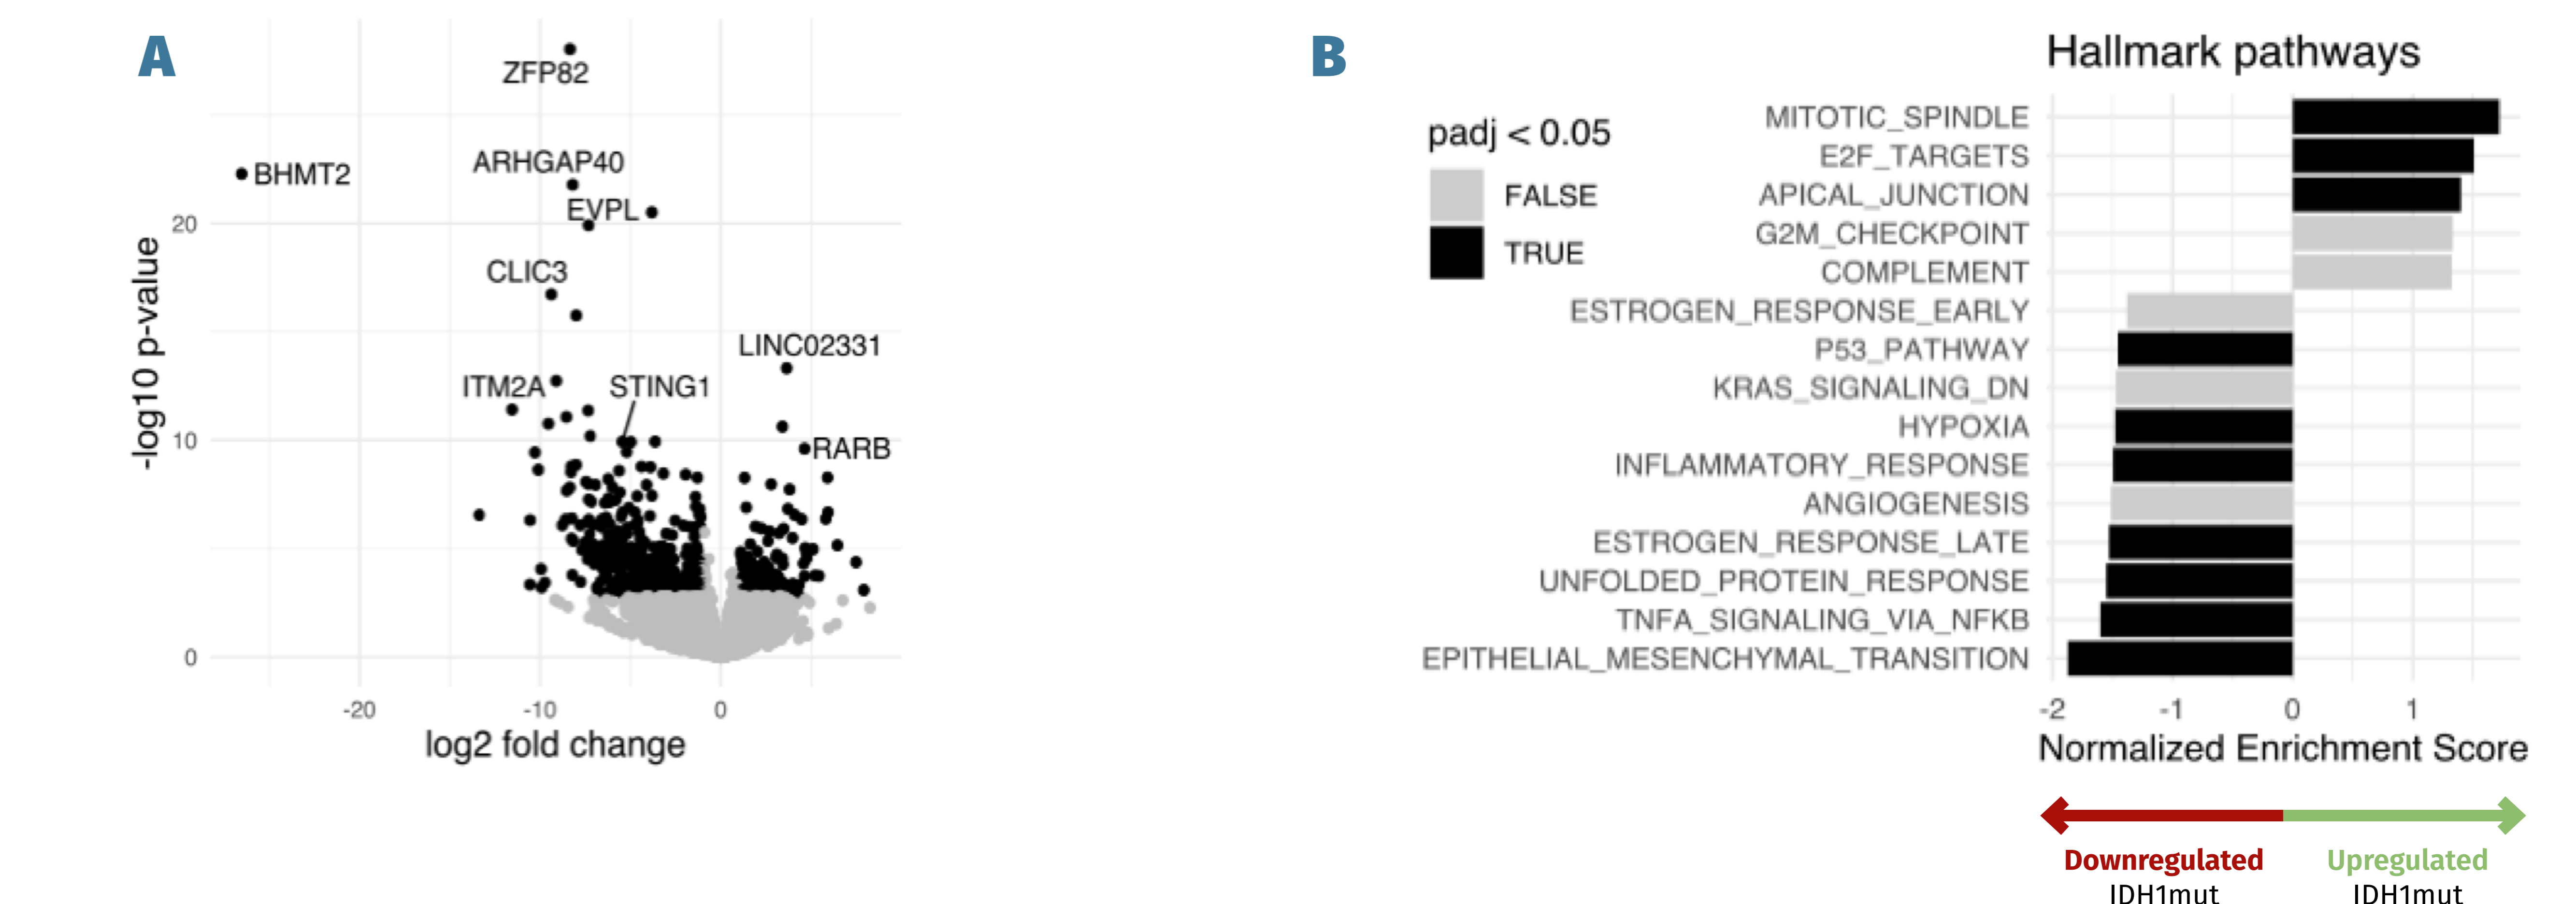 A
ZFP82
BHMT2
ARHGAP40
EVPL
CLIC3
LINC02331
ITM2A
STING1
RARB
20
10
0
-log10 p-value
-20
-10
0
log2 fold change
B
Hallmark pathways
padj < 0.05
FALSE
TRUE
MITOTIC_SPINDLE
E2F_TARGETS
APICAL_JUNCTION
G2M_CHECKPOINT
COMPLEMENT
ESTROGEN_RESPONSE_EARLY
P53_PATHWAY
KRAS_SIGNALING_DN
HYPOXIA
INFLAMMATORY_RESPONSE
ANGIOGENESIS
ESTROGEN_RESPONSE_LATE
UNFOLDED_PROTEIN_RESPONSE
TNFA_SIGNALING_VIA_NFKB
EPITHELIAL_MESENCHYMAL_TRANSITION
-2
-1
0
1
Normalized Enrichment Score
Downregulated
IDH1mut
Upregulated
IDH1mut